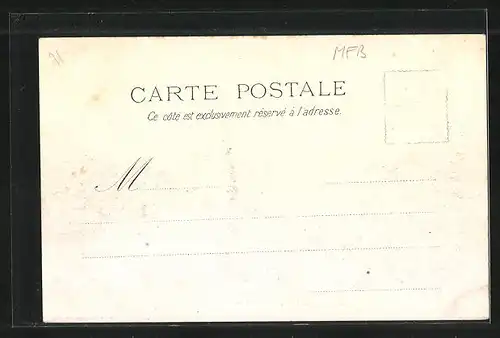 MFB
CARTE POSTALE
Ce côté est exclusivement réservé à l'adresse.
M